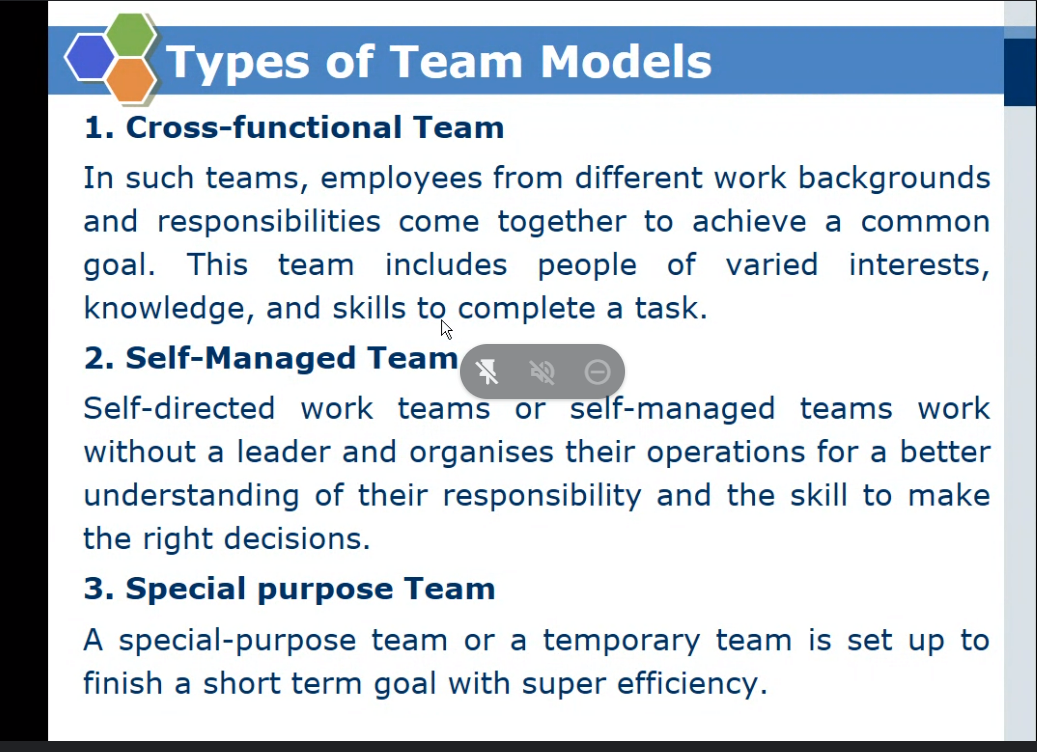 Types of Team Models
1. Cross-functional Team
In such teams, employees from different work backgrounds
and responsibilities come together to achieve a common
goal. This team includes people of varied interests,
knowledge, and skills to complete a task.
2. Self-Managed Team
Self-directed work teams or self-managed teams work
without a leader and organises their operations for a better
understanding of their responsibility and the skill to make
the right decisions.
3. Special purpose Team
A special-purpose team or a temporary team is set up to
finish a short term goal with super efficiency.